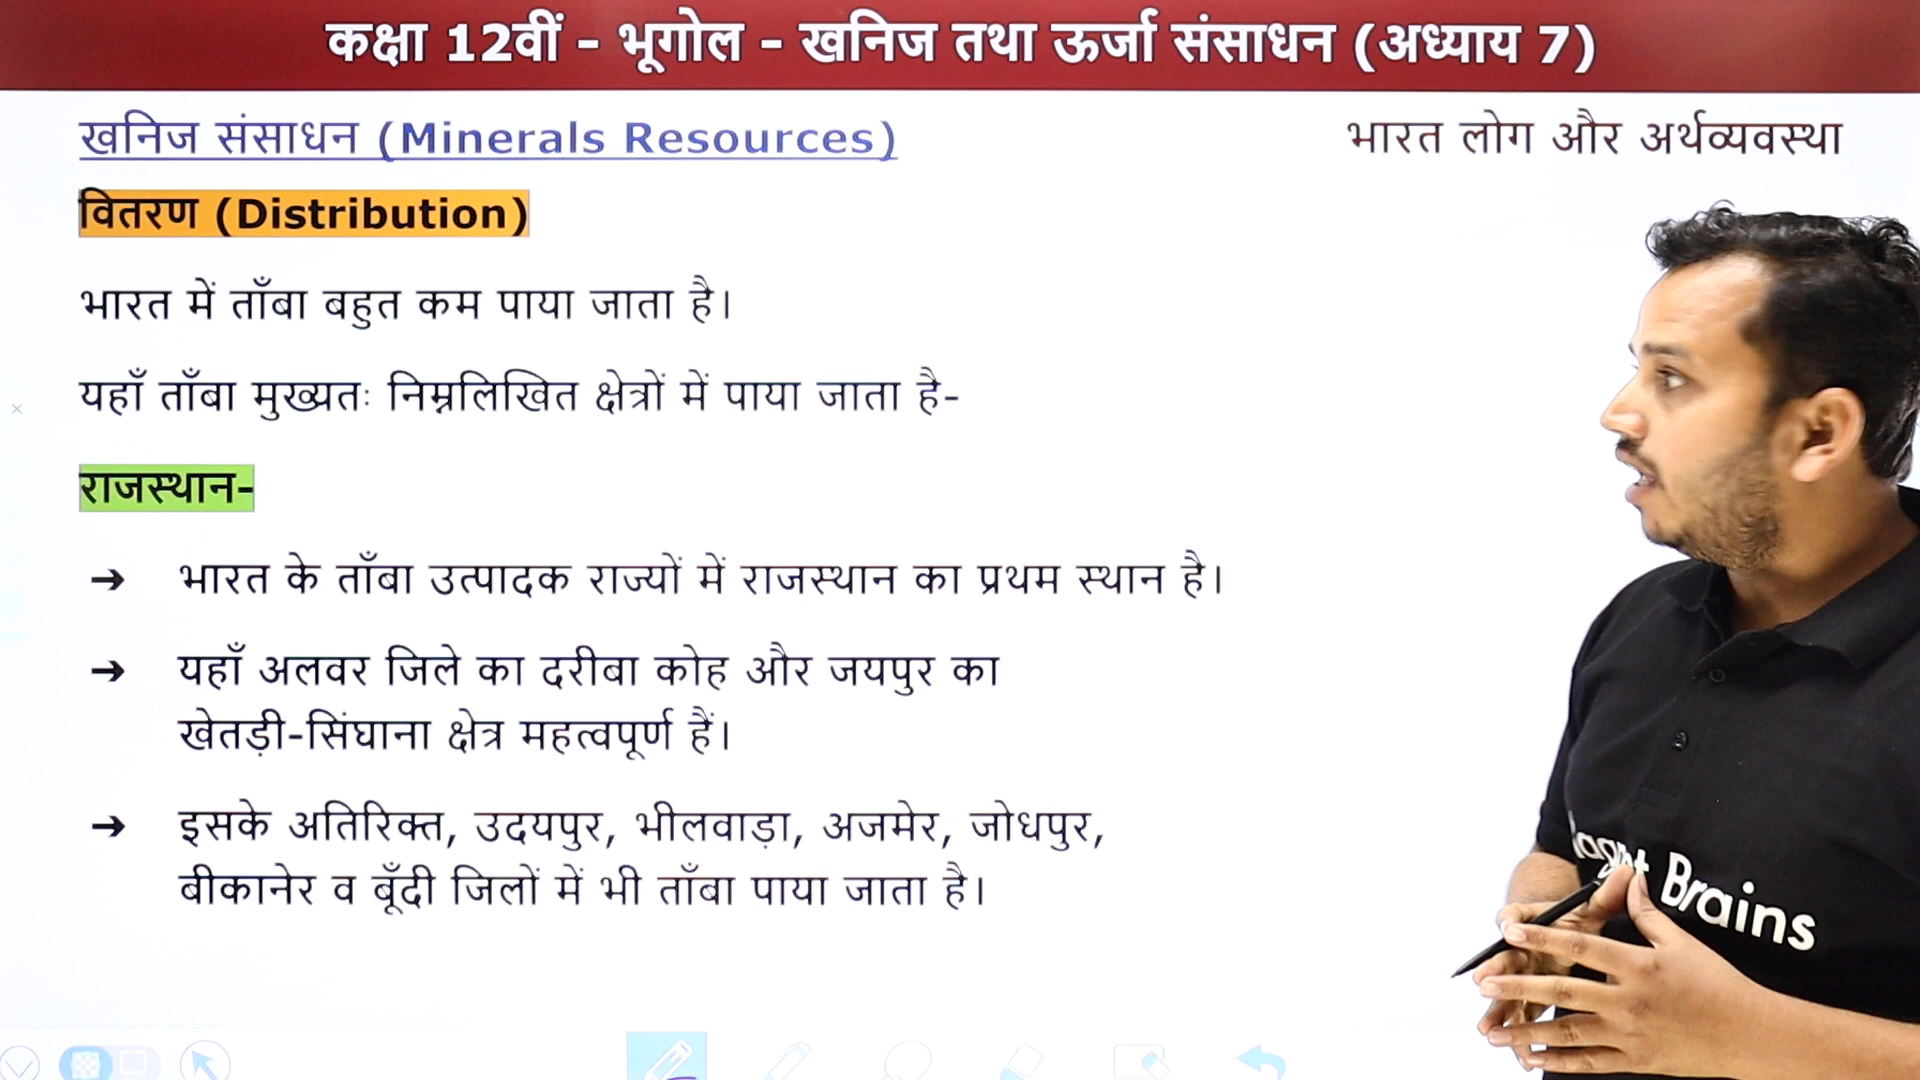 कक्षा 12वीं - भूगोल - खनिज तथा ऊर्जा संसाधन (अध्याय 7)
खनिज संसाधन (Minerals Resources)
भारत लोग और अर्थव्यवस्था
वितरण (Distribution)
भारत में ताँबा बहुत कम पाया जाता है।
यहाँ ताँबा मुख्यतः निम्नलिखित क्षेत्रों में पाया जाता है-
राजस्थान-
➔ भारत के ताँबा उत्पादक राज्यों में राजस्थान का प्रथम स्थान है।
➔ यहाँ अलवर जिले का दरीबा कोह और जयपुर का
खेतड़ी-सिंघाना क्षेत्र महत्वपूर्ण हैं।
➔ इसके अतिरिक्त, उदयपुर, भीलवाड़ा, अजमेर, जोधपुर,
बीकानेर व बूँदी जिलों में भी ताँबा पाया जाता है।
Brains